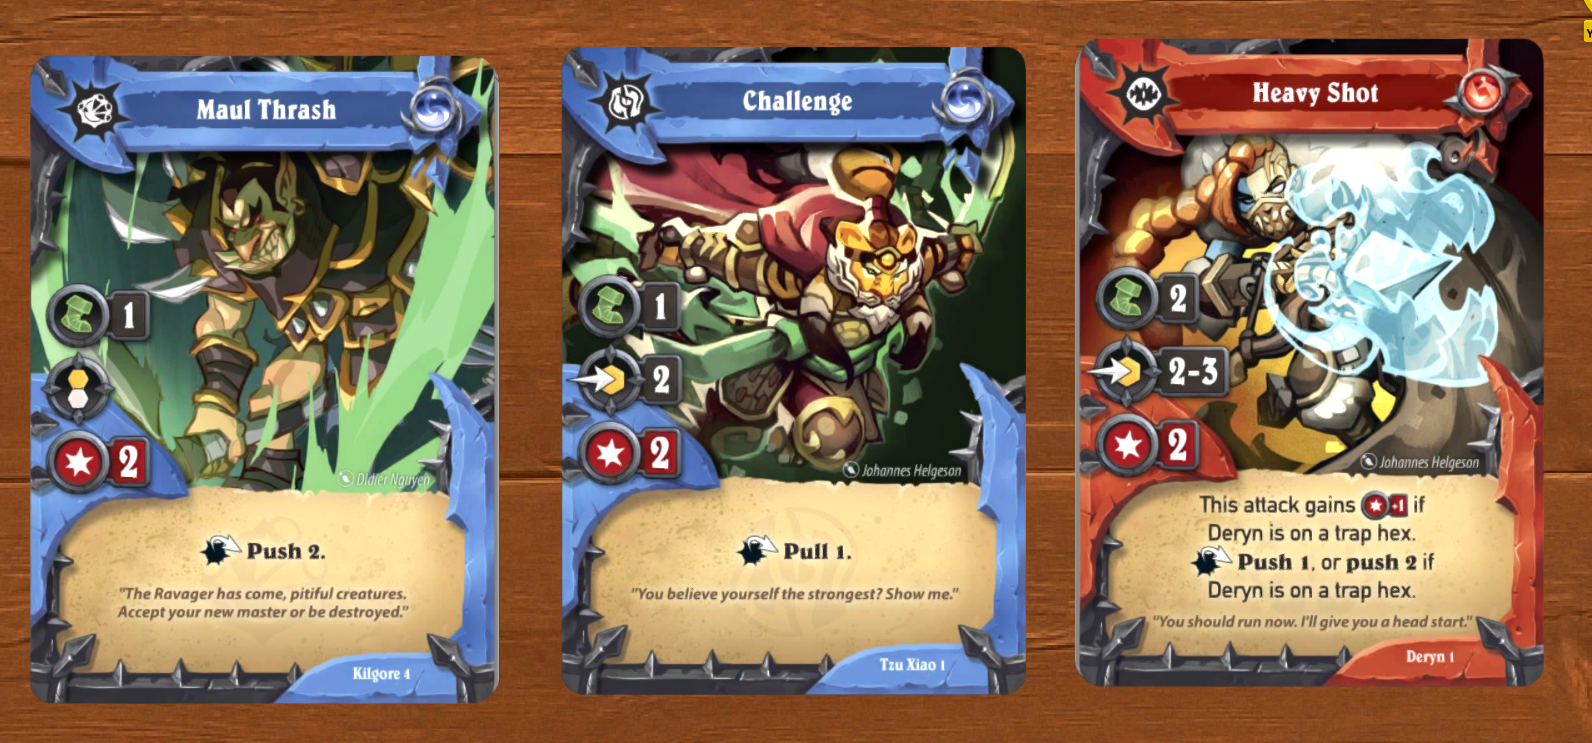 Maul Thrash
1
2
Didier Nguyen
Push 2.
"The Ravager has come, pitiful creatures.
Accept your new master or be destroyed."
Kilgore 4
Challenge
1
2
2
Johannes Helgeson
Pull 1.
"You believe yourself the strongest? Show me."
Tzu Xiao 1
Heavy Shot
2
2-3
2
Johannes Helgeson
This attack gains +1 if
Deryn is on a trap hex.
Push 1, or push 2 if
Deryn is on a trap hex.
"You should run now. I'll give you a head start."
Deryn 1